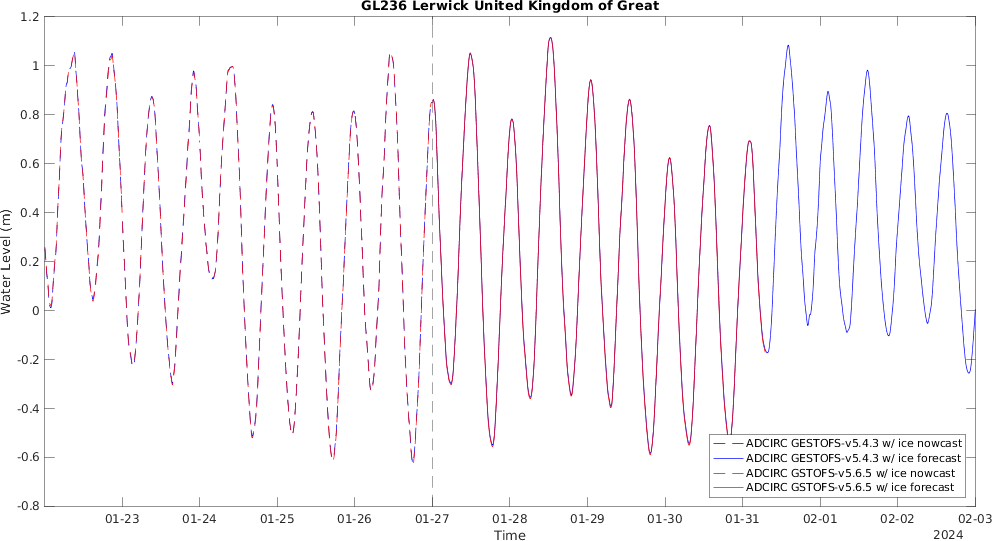 GL236 Lerwick United Kingdom of Great
1.2
1
0.8
0.6
0.4
0.2
0
-0.2
-0.4
-0.6
-0.8
Water Level (m)
ADCIRC GESTOFS-v5.4.3 w/ ice nowcast
ADCIRC GESTOFS-v5.4.3 w/ ice forecast
ADCIRC GSTOFS-v5.6.5 w/ ice nowcast
ADCIRC GSTOFS-v5.6.5 w/ ice forecast
01-23 01-24 01-25 01-26 01-27 01-28 01-29 01-30 01-31 02-01 02-02 02-03
Time
2024